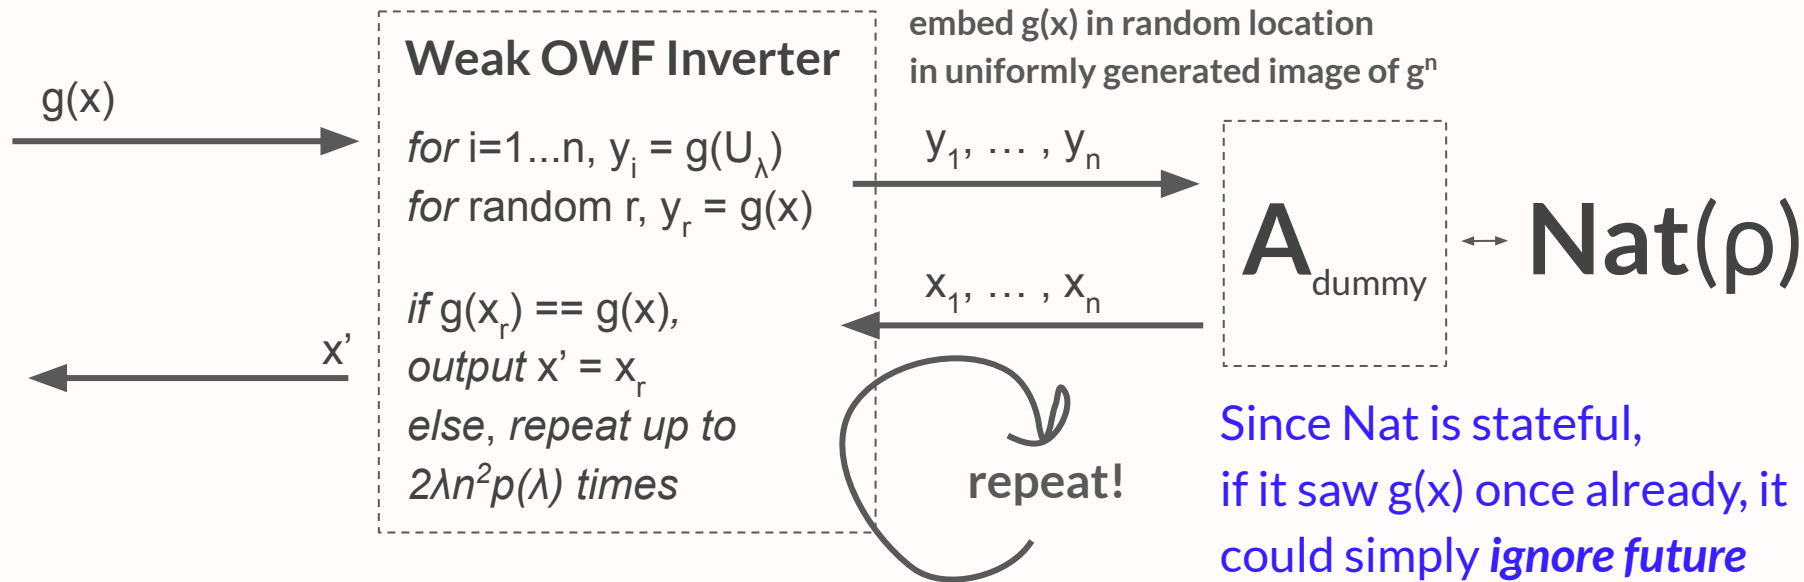 embed g(x) in random location
in uniformly generated image of gⁿ
g(x)
Weak OWF Inverter
for i=1...n, yᵢ = g(U_λ)
for random r, yᵣ = g(x)
if g(xᵣ) == g(x),
output x’ = xᵣ
else, repeat up to
2λn²p(λ) times
x’
y₁, … , yₙ
x₁, … , xₙ
repeat!
A_dummy
Nat(ρ)
Since Nat is stateful,
if it saw g(x) once already, it
could simply ignore future